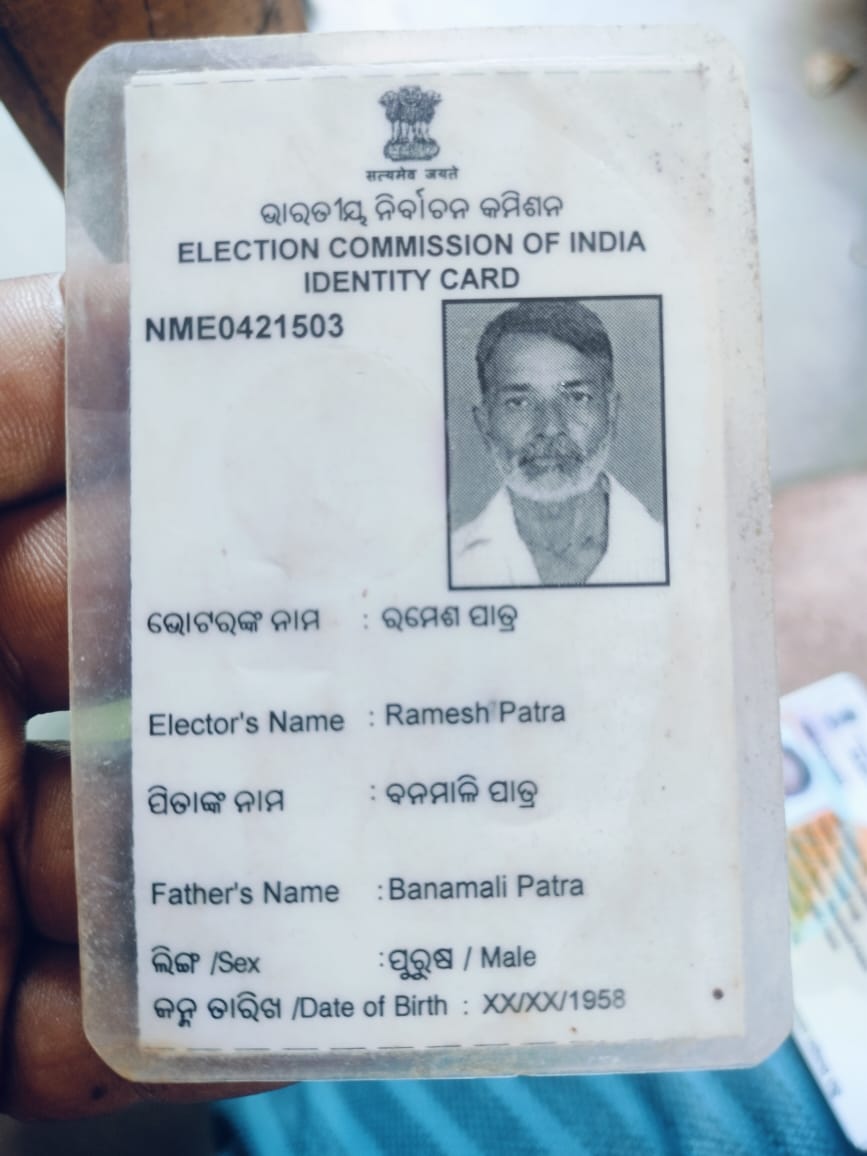 सत्यमेव जयते
ଭାରତୀୟ ନିର୍ବାଚନ କମିଶନ
ELECTION COMMISSION OF INDIA
IDENTITY CARD
NME0421503
ଭୋଟରଙ୍କ ନାମ : ରମେଶ ପାତ୍ର
Elector's Name : Ramesh Patra
ପିତାଙ୍କ ନାମ : ବନମାଳି ପାତ୍ର
Father's Name : Banamali Patra
ଲିଙ୍ଗ /Sex : ପୁରୁଷ / Male
ଜନ୍ମ ତାରିଖ /Date of Birth : XX/XX/1958